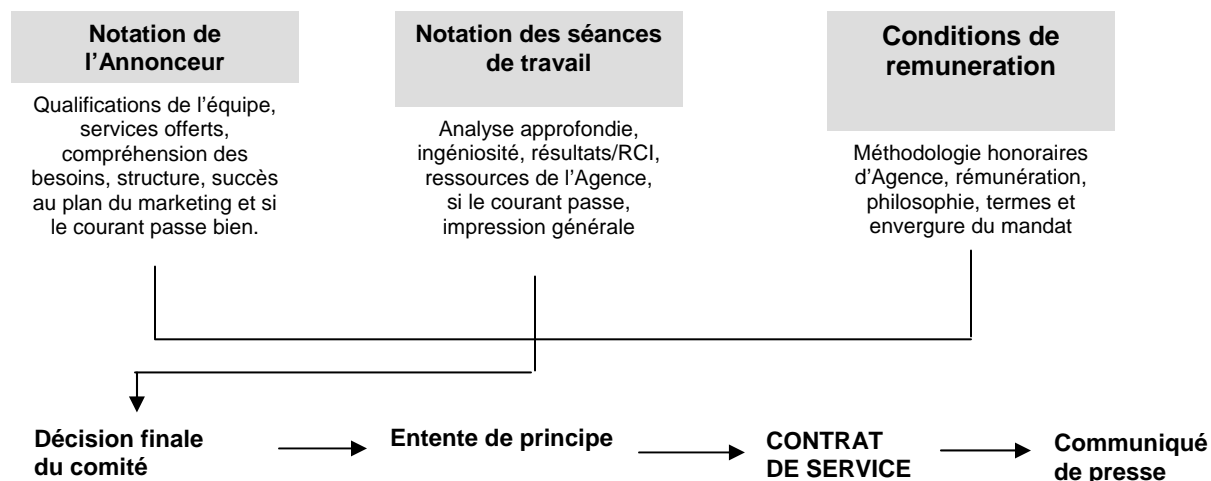 Notation de
l'Annonceur
Qualifications de l'équipe,
services offerts,
compréhension des
besoins, structure, succès
au plan du marketing et si
le courant passe bien.
Notation des séances
de travail
Analyse approfondie,
ingéniosité, résultats/RCI,
ressources de l'Agence,
si le courant passe,
impression générale
Conditions de
remuneration
Méthodologie honoraires
d'Agence, rémunération,
philosophie, termes et
envergure du mandat
Décision finale
du comité
Entente de principe
CONTRAT
DE SERVICE
Communiqué
de presse